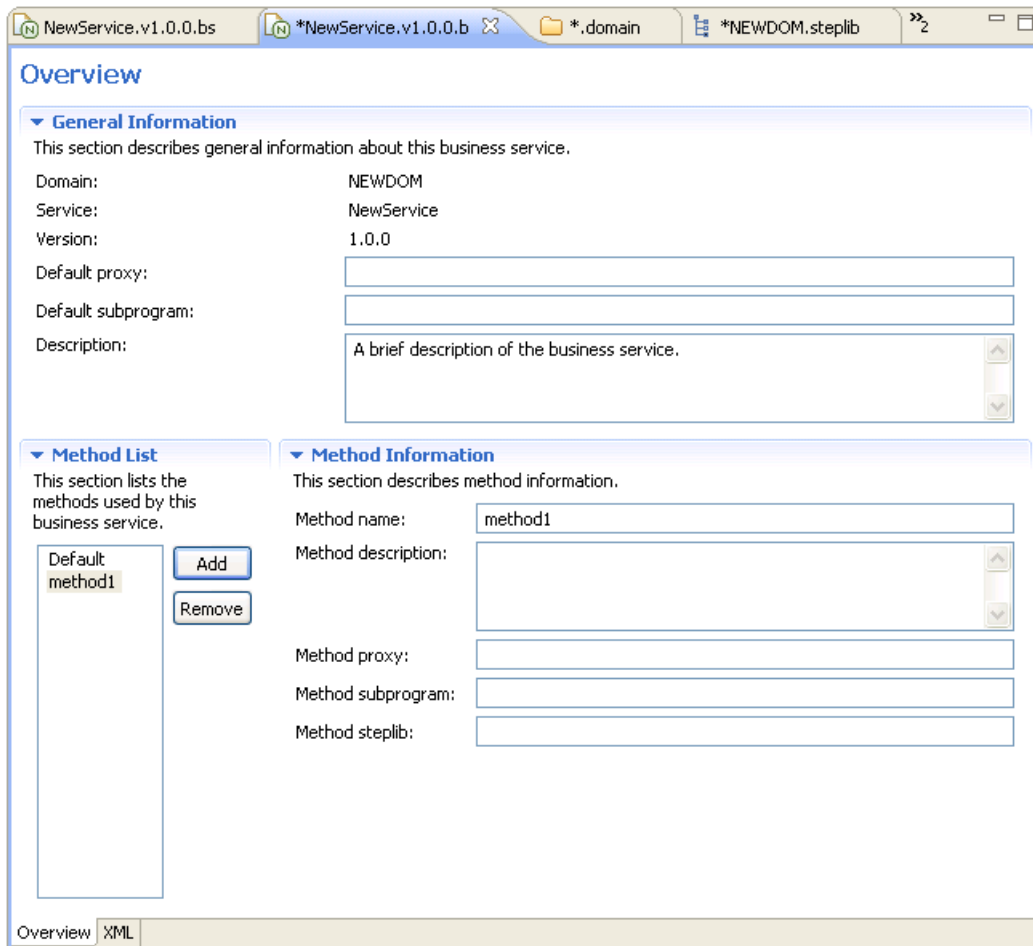 NewService.v1.0.0.bs *NewService.v1.0.0.b *.domain *NEWDOM.steplib »2
Overview
General Information
This section describes general information about this business service.
Domain: NEWDOM
Service: NewService
Version: 1.0.0
Default proxy:
Default subprogram:
Description: A brief description of the business service.
Method List
This section lists the
methods used by this
business service.
Default
method1
Add
Remove
Method Information
This section describes method information.
Method name: method1
Method description:
Method proxy:
Method subprogram:
Method steplib:
Overview XML